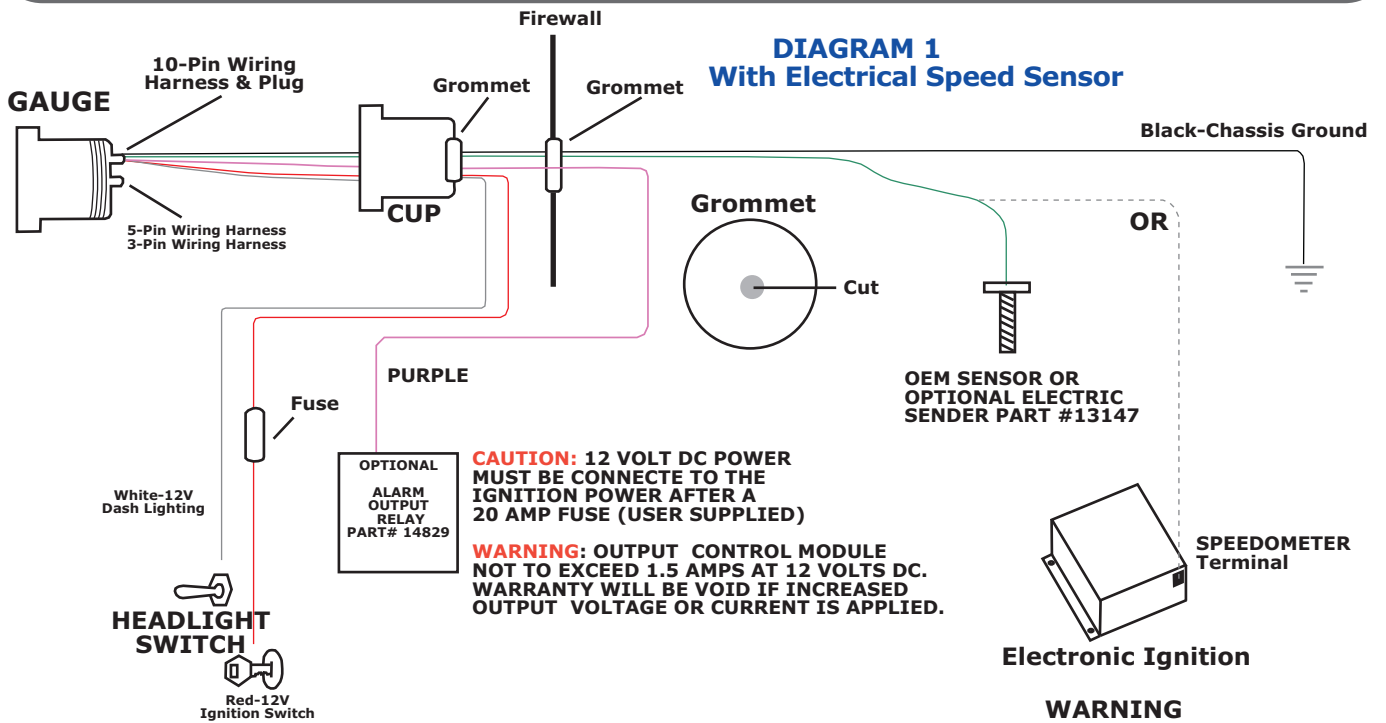 Firewall
DIAGRAM 1
With Electrical Speed Sensor
10-Pin Wiring
Harness & Plug
Grommet
Grommet
GAUGE
Black-Chassis Ground
CUP
5-Pin Wiring Harness
3-Pin Wiring Harness
Grommet
OR
Cut
PURPLE
OEM SENSOR OR
OPTIONAL ELECTRIC
SENDER PART #13147
Fuse
OPTIONAL
ALARM
OUTPUT
RELAY
PART# 14829
CAUTION: 12 VOLT DC POWER
MUST BE CONNECTE TO THE
IGNITION POWER AFTER A
20 AMP FUSE (USER SUPPLIED)
WARNING: OUTPUT CONTROL MODULE
NOT TO EXCEED 1.5 AMPS AT 12 VOLTS DC.
WARRANTY WILL BE VOID IF INCREASED
OUTPUT VOLTAGE OR CURRENT IS APPLIED.
White-12V
Dash Lighting
SPEEDOMETER
Terminal
HEADLIGHT
SWITCH
Electronic Ignition
Red-12V
Ignition Switch
WARNING